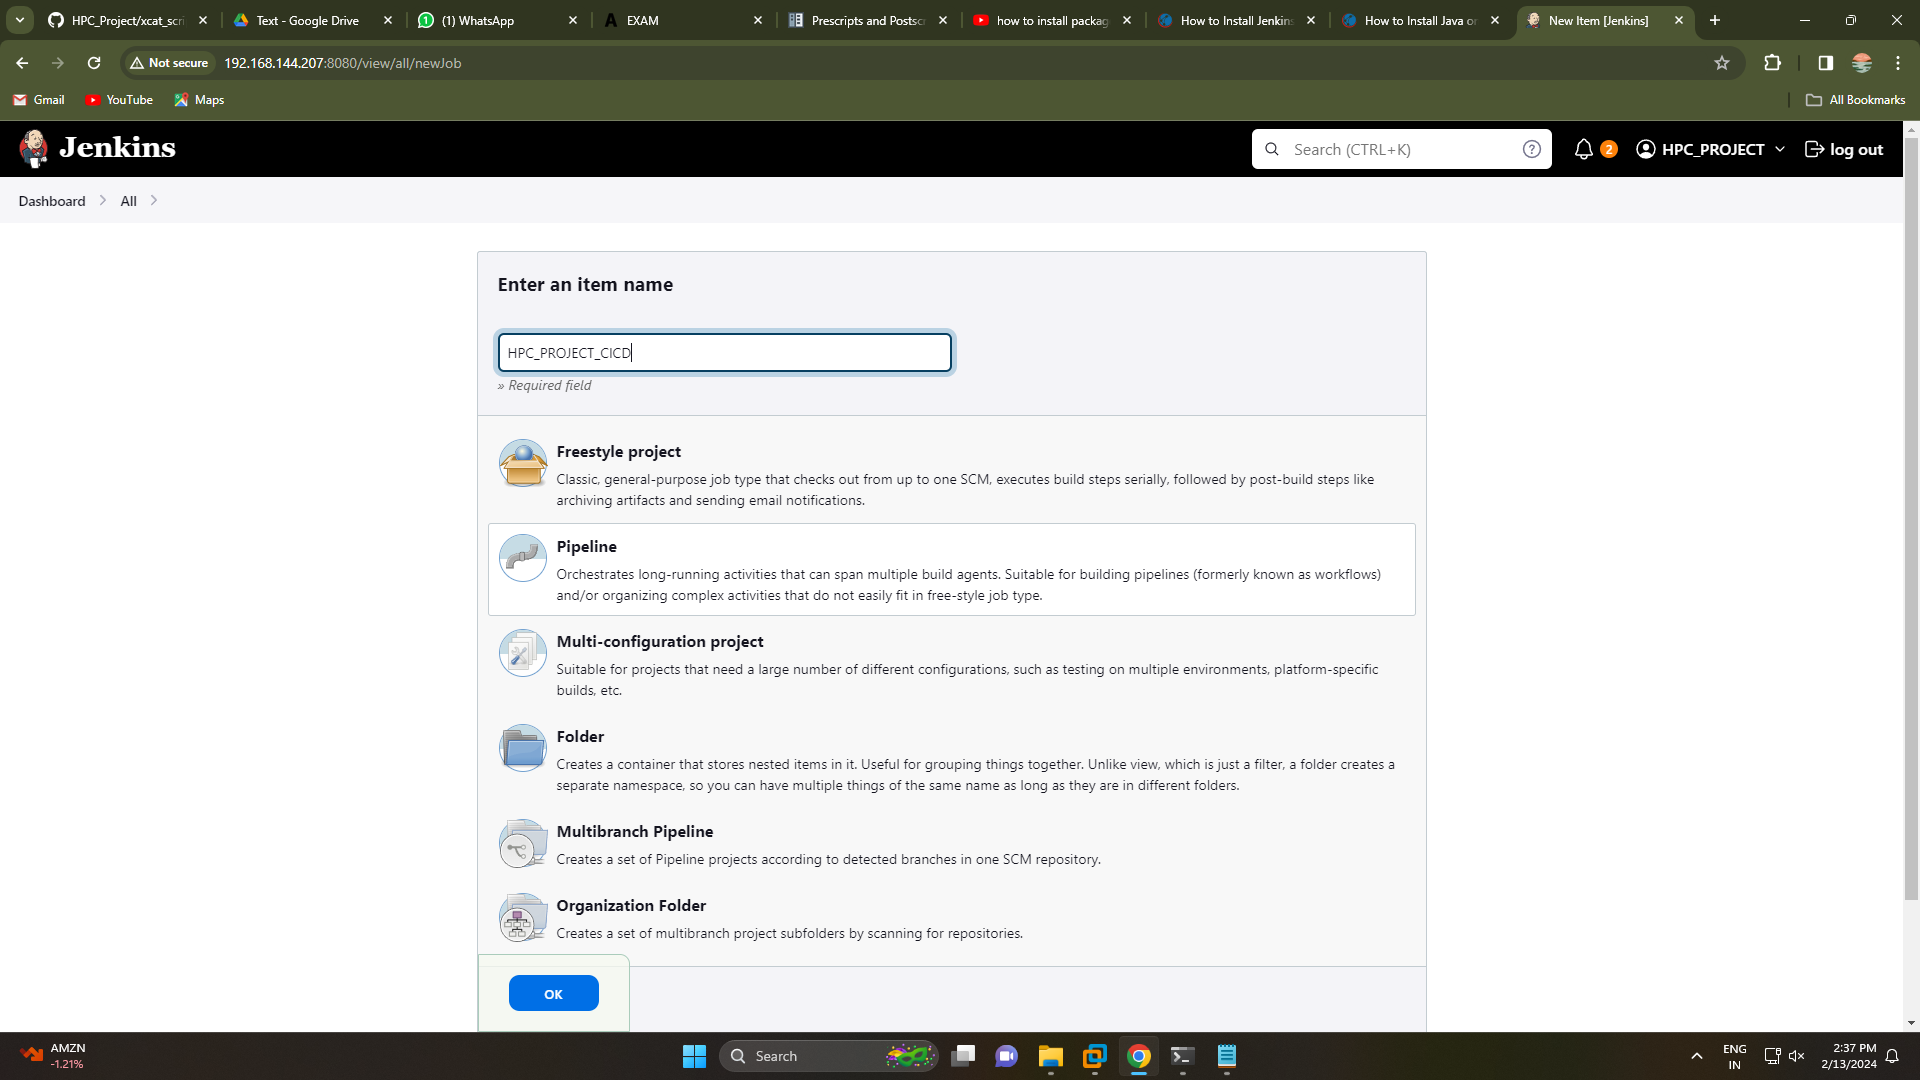 HPC_Project/xcat_scri
Text - Google Drive
(1) WhatsApp
EXAM
Prescripts and Postscr
how to install packag
How to Install Jenkins
How to Install Java or
New Item [Jenkins]
Not secure
192.168.144.207:8080/view/all/newJob
Gmail
YouTube
Maps
All Bookmarks
Jenkins
Search (CTRL+K)
2
HPC_PROJECT
log out
Dashboard
All
Enter an item name
HPC_PROJECT_CICD
» Required field
Freestyle project
Classic, general-purpose job type that checks out from up to one SCM, executes build steps serially, followed by post-build steps like
archiving artifacts and sending email notifications.
Pipeline
Orchestrates long-running activities that can span multiple build agents. Suitable for building pipelines (formerly known as workflows)
and/or organizing complex activities that do not easily fit in free-style job type.
Multi-configuration project
Suitable for projects that need a large number of different configurations, such as testing on multiple environments, platform-specific
builds, etc.
Folder
Creates a container that stores nested items in it. Useful for grouping things together. Unlike view, which is just a filter, a folder creates a
separate namespace, so you can have multiple things of the same name as long as they are in different folders.
Multibranch Pipeline
Creates a set of Pipeline projects according to detected branches in one SCM repository.
Organization Folder
Creates a set of multibranch project subfolders by scanning for repositories.
OK
AMZN
-1.21%
Search
ENG
IN
2:37 PM
2/13/2024